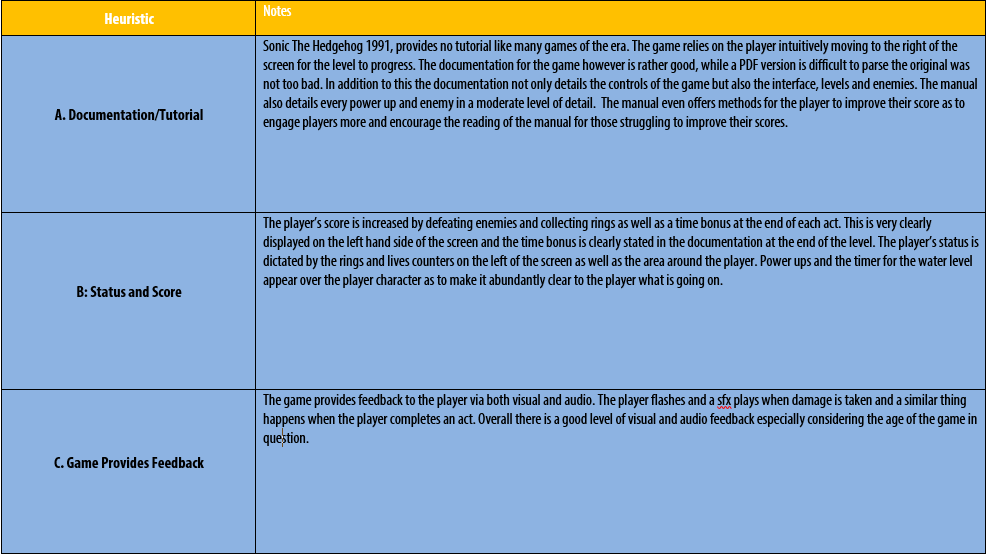 Heuristic
Notes
A. Documentation/Tutorial
Sonic The Hedgehog 1991, provides no tutorial like many games of the era. The game relies on the player intuitively moving to the right of the
screen for the level to progress. The documentation for the game however is rather good, while a PDF version is difficult to parse the original was
not too bad. In addition to this the documentation not only details the controls of the game but also the interface, levels and enemies. The manual
also details every power up and enemy in a moderate level of detail.  The manual even offers methods for the player to improve their score as to
engage players more and encourage the reading of the manual for those struggling to improve their scores.
B: Status and Score
The player’s score is increased by defeating enemies and collecting rings as well as a time bonus at the end of each act. This is very clearly
displayed on the left hand side of the screen and the time bonus is clearly stated in the documentation at the end of the level. The player’s status is
dictated by the rings and lives counters on the left of the screen as well as the area around the player. Power ups and the timer for the water level
appear over the player character as to make it abundantly clear to the player what is going on.
C. Game Provides Feedback
The game provides feedback to the player via both visual and audio. The player flashes and a sfx plays when damage is taken and a similar thing
happens when the player completes an act. Overall there is a good level of visual and audio feedback especially considering the age of the game in
question.